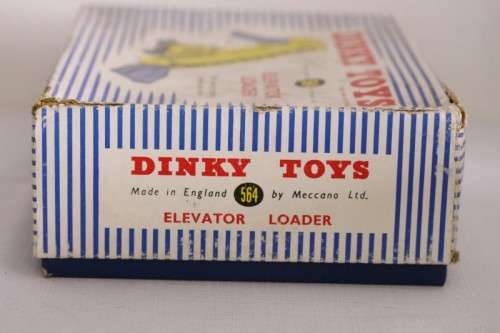 DINKY TOYS
Made in England 564 by Meccano Ltd.
ELEVATOR LOADER
DINKY TOYS